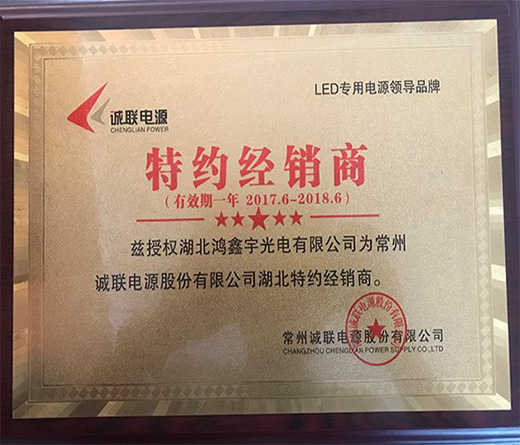 LED专用电源领导品牌
诚联电源
CHENGLIAN POWER
特约经销商
(有效期一年 2017.6-2018.6)
兹授权湖北鸿鑫宇光电有限公司为常州
诚联电源股份有限公司湖北特约经销商。
常州诚联电源股份有限公司
CHANGZHOU CHENGLIAN POWER SUPPLY CO.,LTD